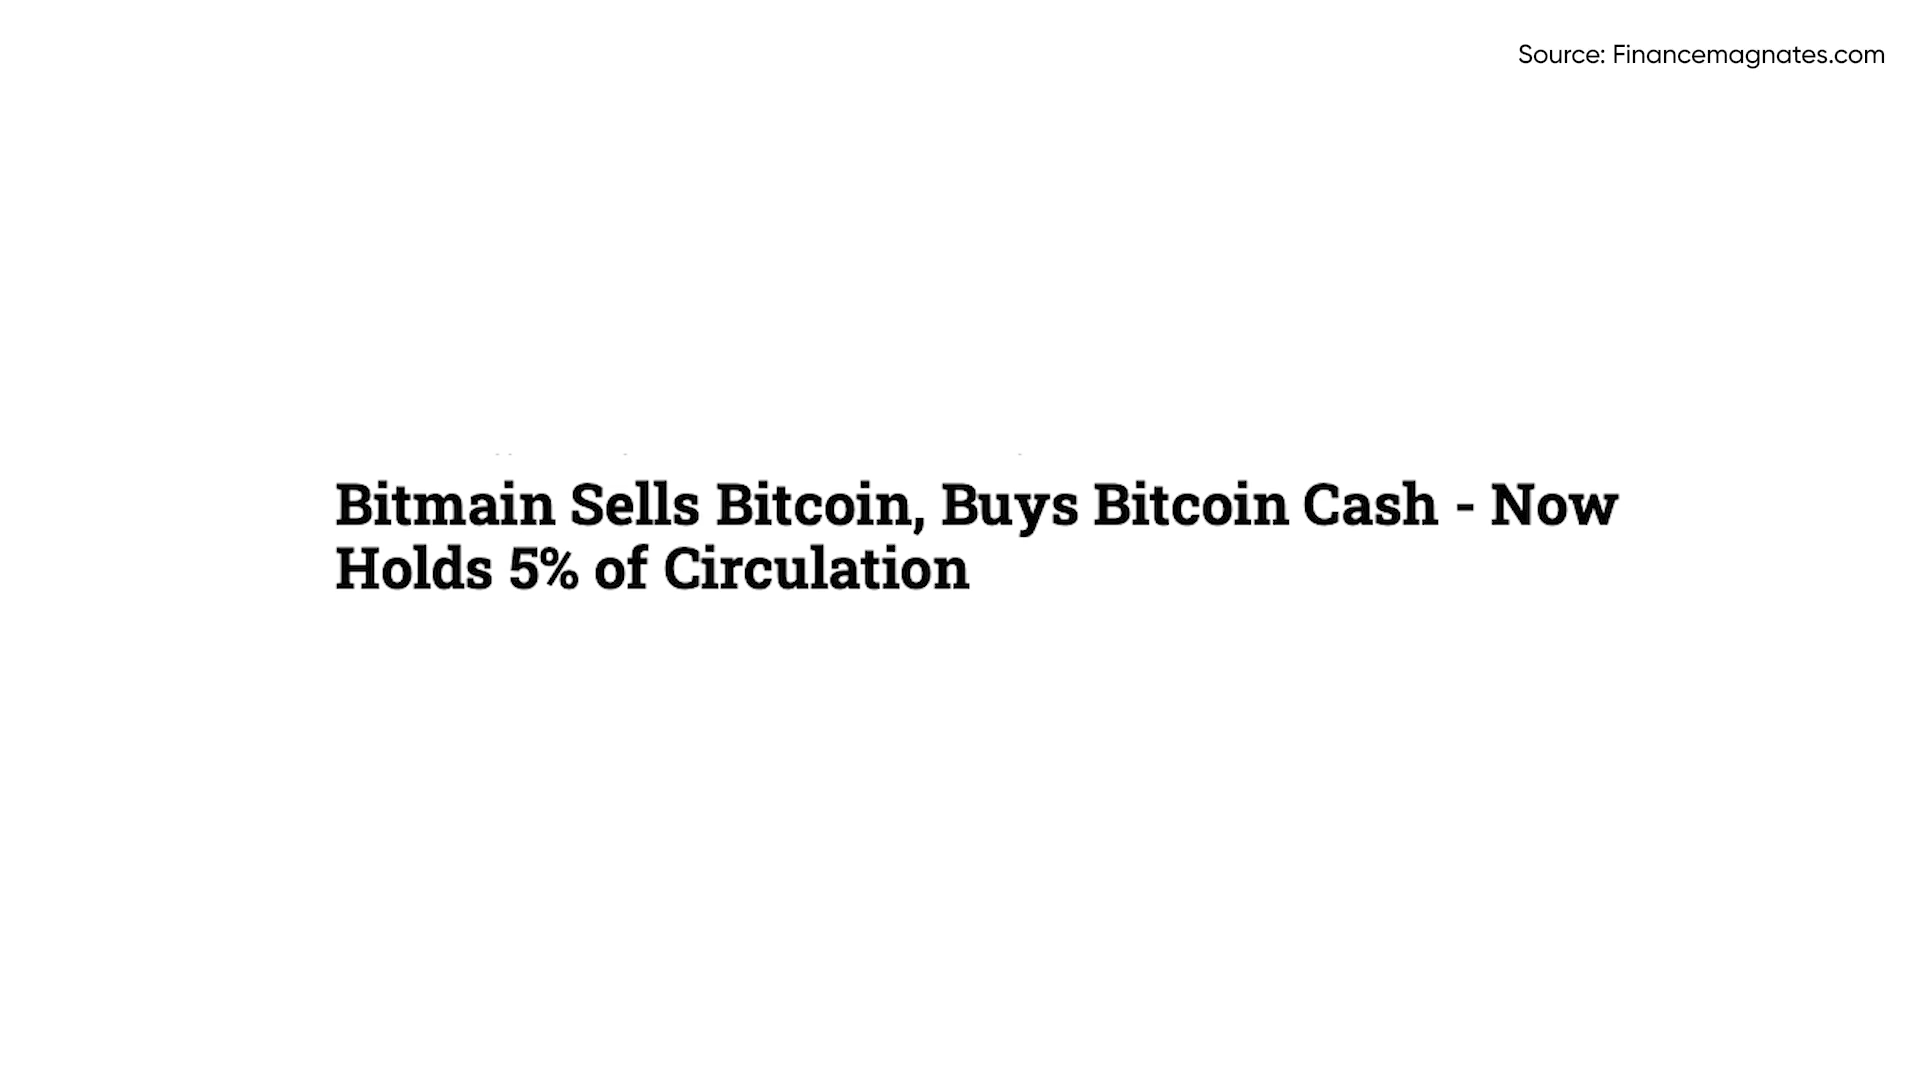 Source: Financemagnates.com
Bitmain Sells Bitcoin, Buys Bitcoin Cash - Now
Holds 5% of Circulation